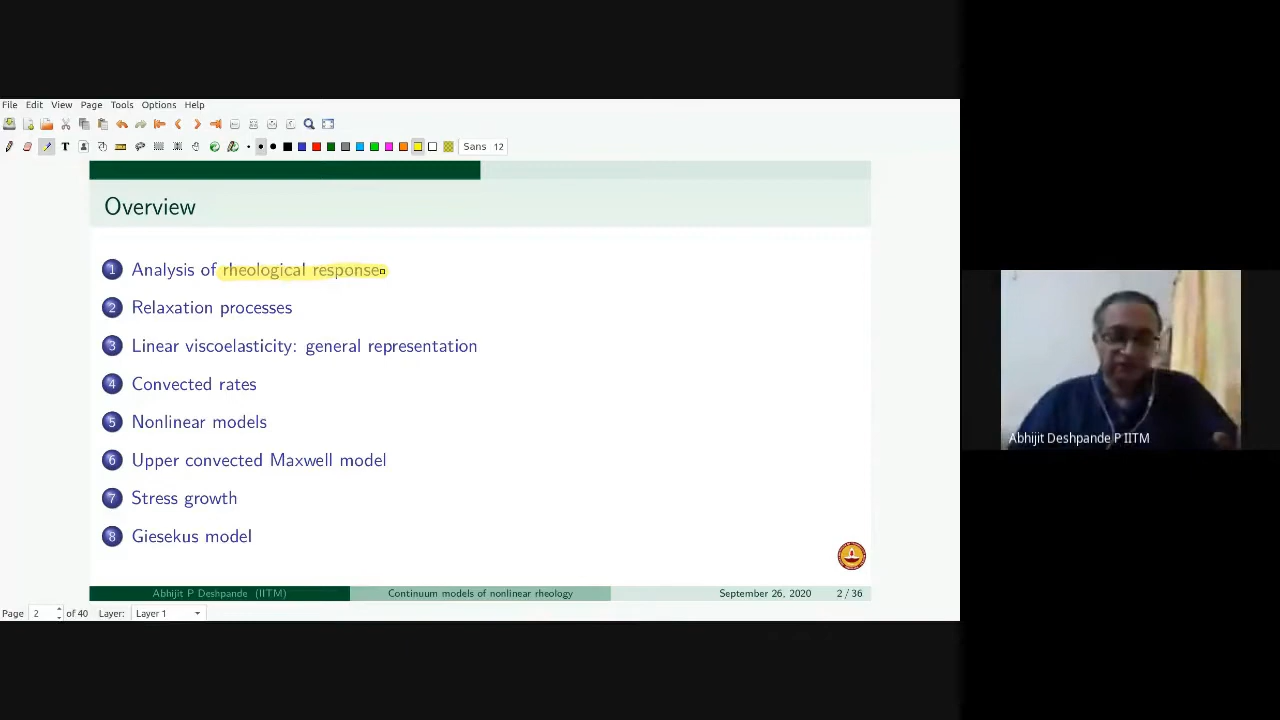 File Edit View Page Tools Options Help
Sans 12
Overview
1 Analysis of rheological response
2 Relaxation processes
3 Linear viscoelasticity: general representation
4 Convected rates
5 Nonlinear models
6 Upper convected Maxwell model
7 Stress growth
8 Giesekus model
Abhijit P Deshpande (IITM) Continuum models of nonlinear rheology September 26, 2020 2 / 36
Page 2 of 40 Layer: Layer 1
Abhijit Deshpande P IITM